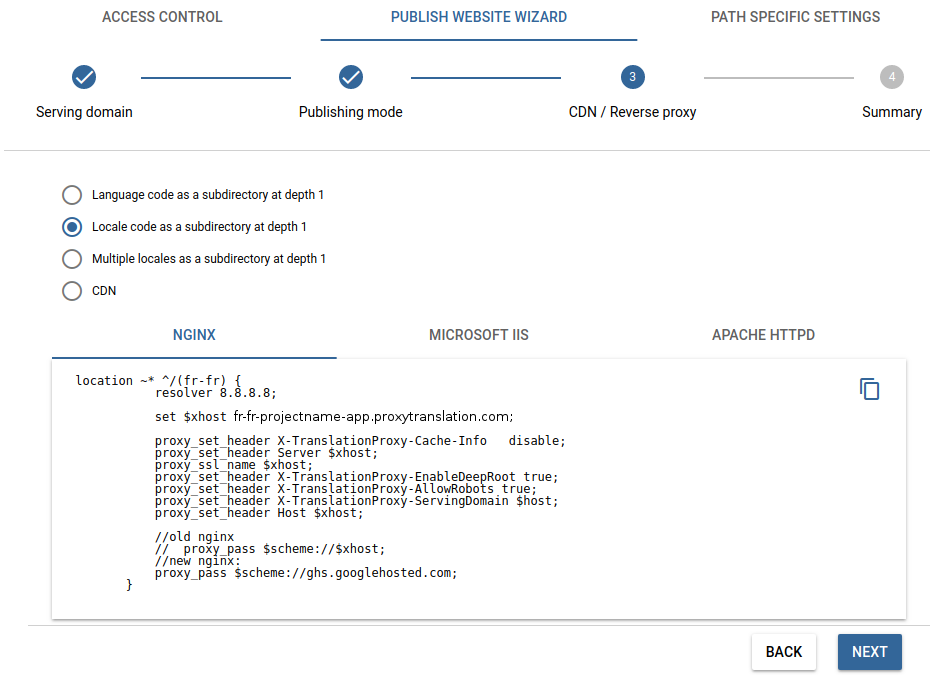 ACCESS CONTROL PUBLISH WEBSITE WIZARD PATH SPECIFIC SETTINGS
3 4
Serving domain Publishing mode CDN / Reverse proxy Summary
Language code as a subdirectory at depth 1
Locale code as a subdirectory at depth 1
Multiple locales as a subdirectory at depth 1
CDN
NGINX MICROSOFT IIS APACHE HTTPD
location ~* ^/(fr-fr) {
resolver 8.8.8.8;
set $xhost fr-fr-projectname-app.proxytranslation.com;
proxy_set_header X-TranslationProxy-Cache-Info   disable;
proxy_set_header Server $xhost;
proxy_ssl_name $xhost;
proxy_set_header X-TranslationProxy-EnableDeepRoot true;
proxy_set_header X-TranslationProxy-AllowRobots true;
proxy_set_header X-TranslationProxy-ServingDomain $host;
proxy_set_header Host $xhost;
//old nginx
//  proxy_pass $scheme://$xhost;
//new nginx:
proxy_pass $scheme://ghs.googlehosted.com;
}
BACK NEXT